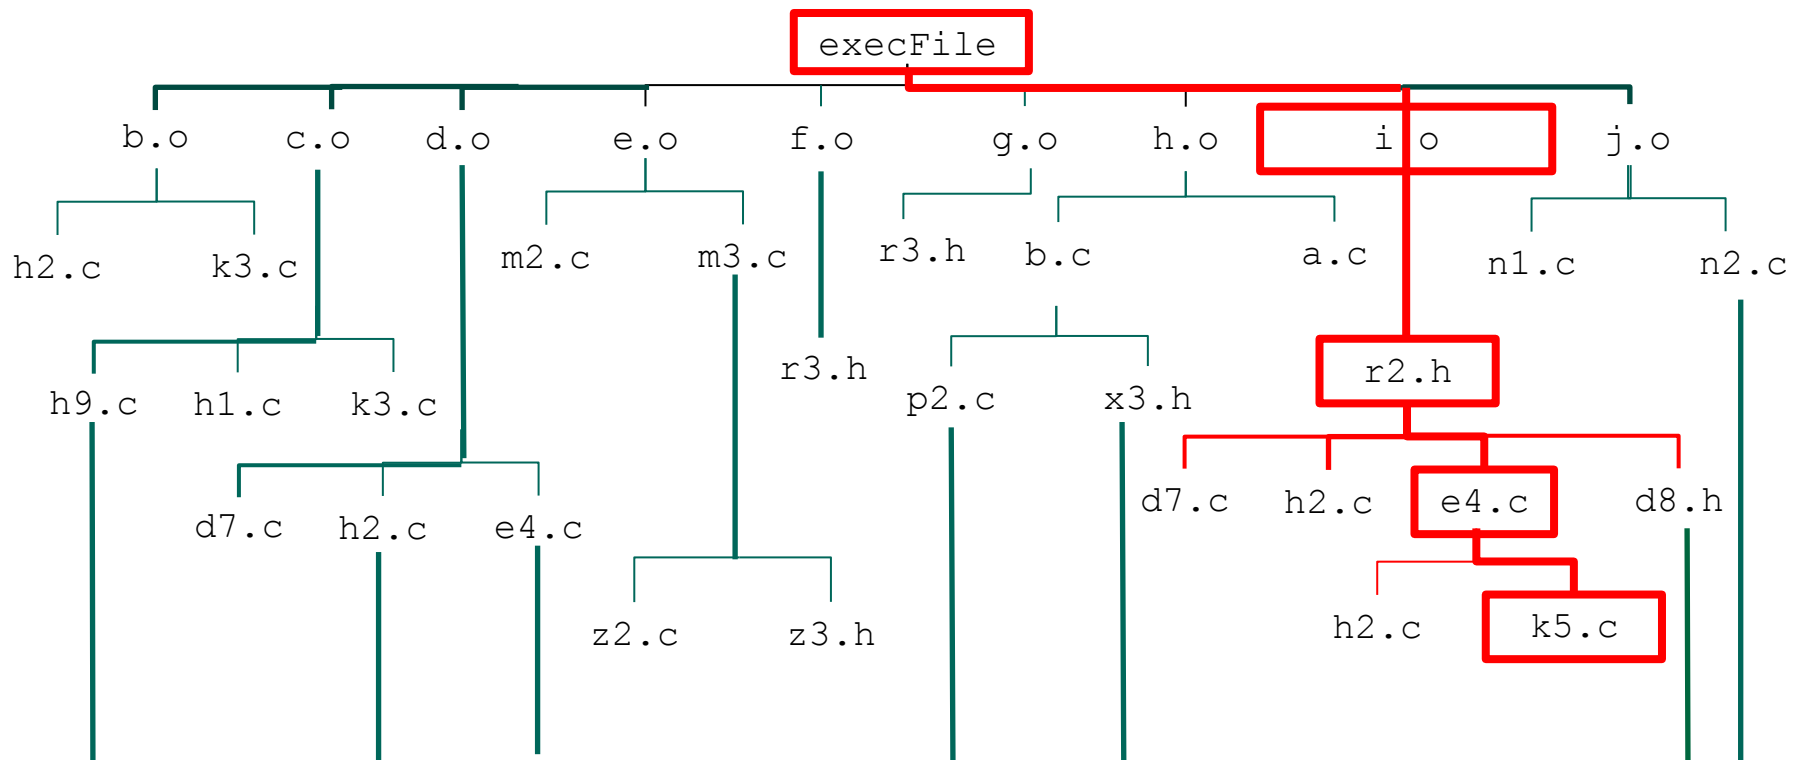 execFile
b.o c.o d.o e.o f.o g.o h.o i o j.o
h2.c k3.c m2.c m3.c r3.h b.c a.c n1.c n2.c
r3.h r2.h
h9.c h1.c k3.c p2.c x3.h
d7.c h2.c e4.c d7.c h2.c e4.c d8.h
z2.c z3.h h2.c k5.c